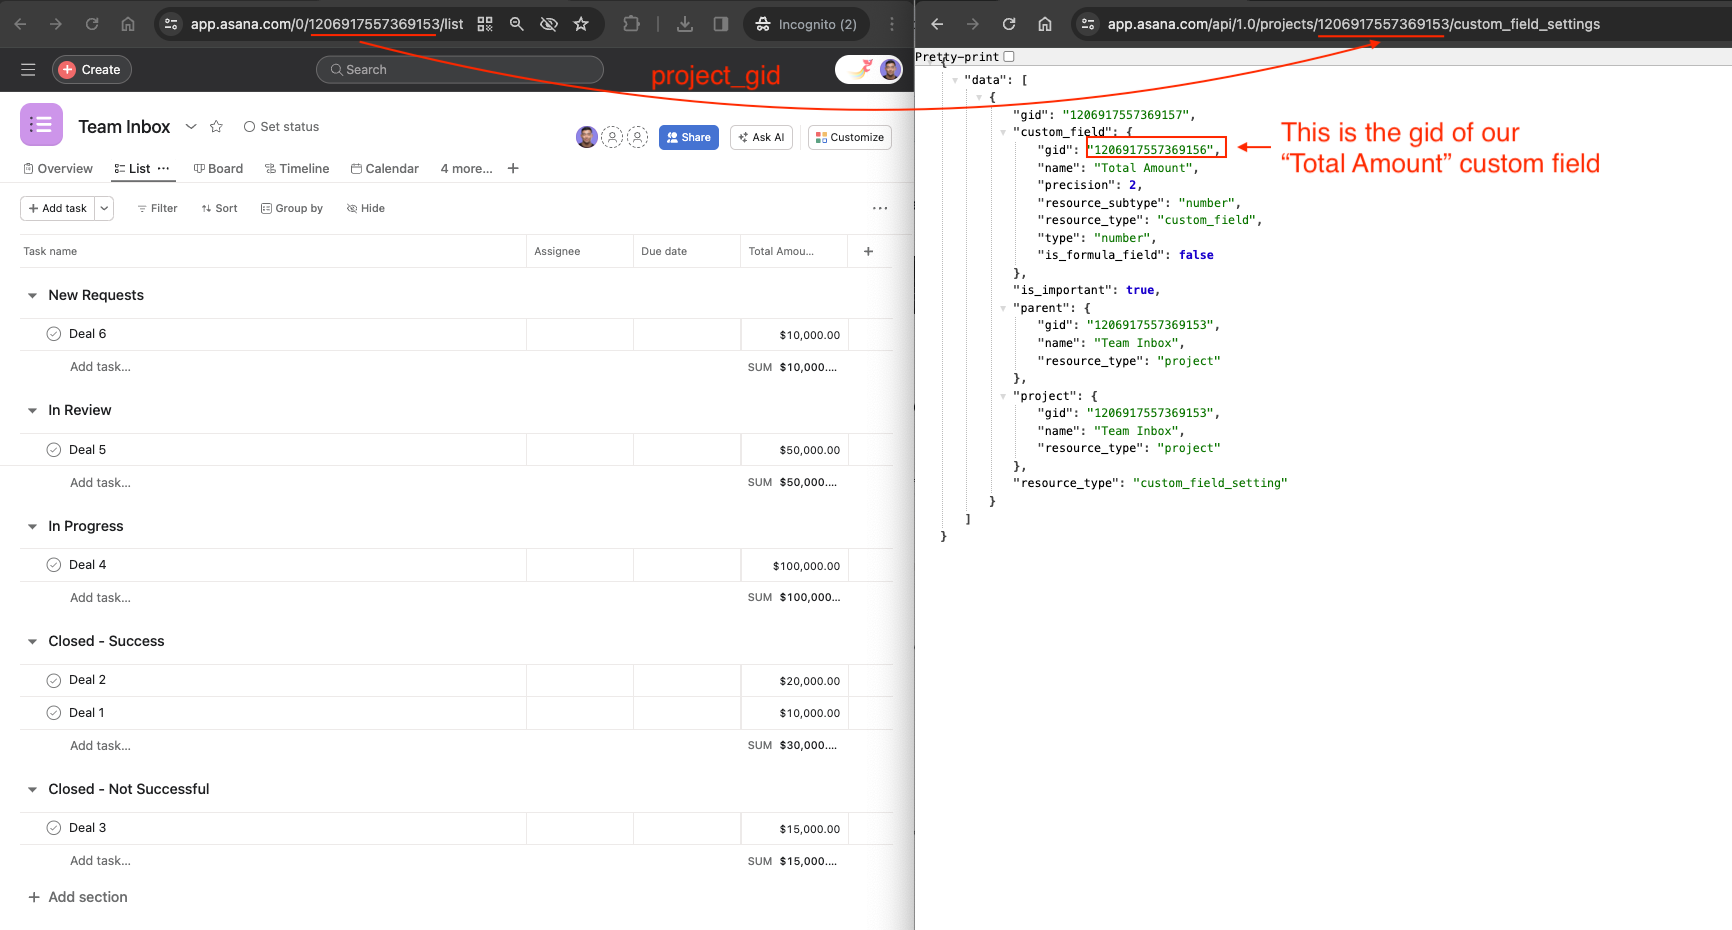 app.asana.com/0/1206917557369153/list
Incognito (2)
Create
Search
project_gid
Team Inbox
Set status
Share
Ask AI
Customize
Overview
List
Board
Timeline
Calendar
4 more...
Add task
Filter
Sort
Group by
Hide
Task name
Assignee
Due date
Total Amou...
New Requests
Deal 6
$10,000.00
Add task...
SUM $10,000....
In Review
Deal 5
$50,000.00
Add task...
SUM $50,000....
In Progress
Deal 4
$100,000.00
Add task...
SUM $100,000...
Closed - Success
Deal 2
$20,000.00
Deal 1
$10,000.00
Add task...
SUM $30,000....
Closed - Not Successful
Deal 3
$15,000.00
Add task...
SUM $15,000....
Add section
app.asana.com/api/1.0/projects/1206917557369153/custom_field_settings
Pretty-print
{
"data": [
{
"gid": "1206917557369157",
"custom_field": {
"gid": "1206917557369156",
"name": "Total Amount",
"precision": 2,
"resource_subtype": "number",
"resource_type": "custom_field",
"type": "number",
"is_formula_field": false
},
"is_important": true,
"parent": {
"gid": "1206917557369153",
"name": "Team Inbox",
"resource_type": "project"
},
"project": {
"gid": "1206917557369153",
"name": "Team Inbox",
"resource_type": "project"
},
"resource_type": "custom_field_setting"
}
]
}
This is the gid of our
“Total Amount” custom field